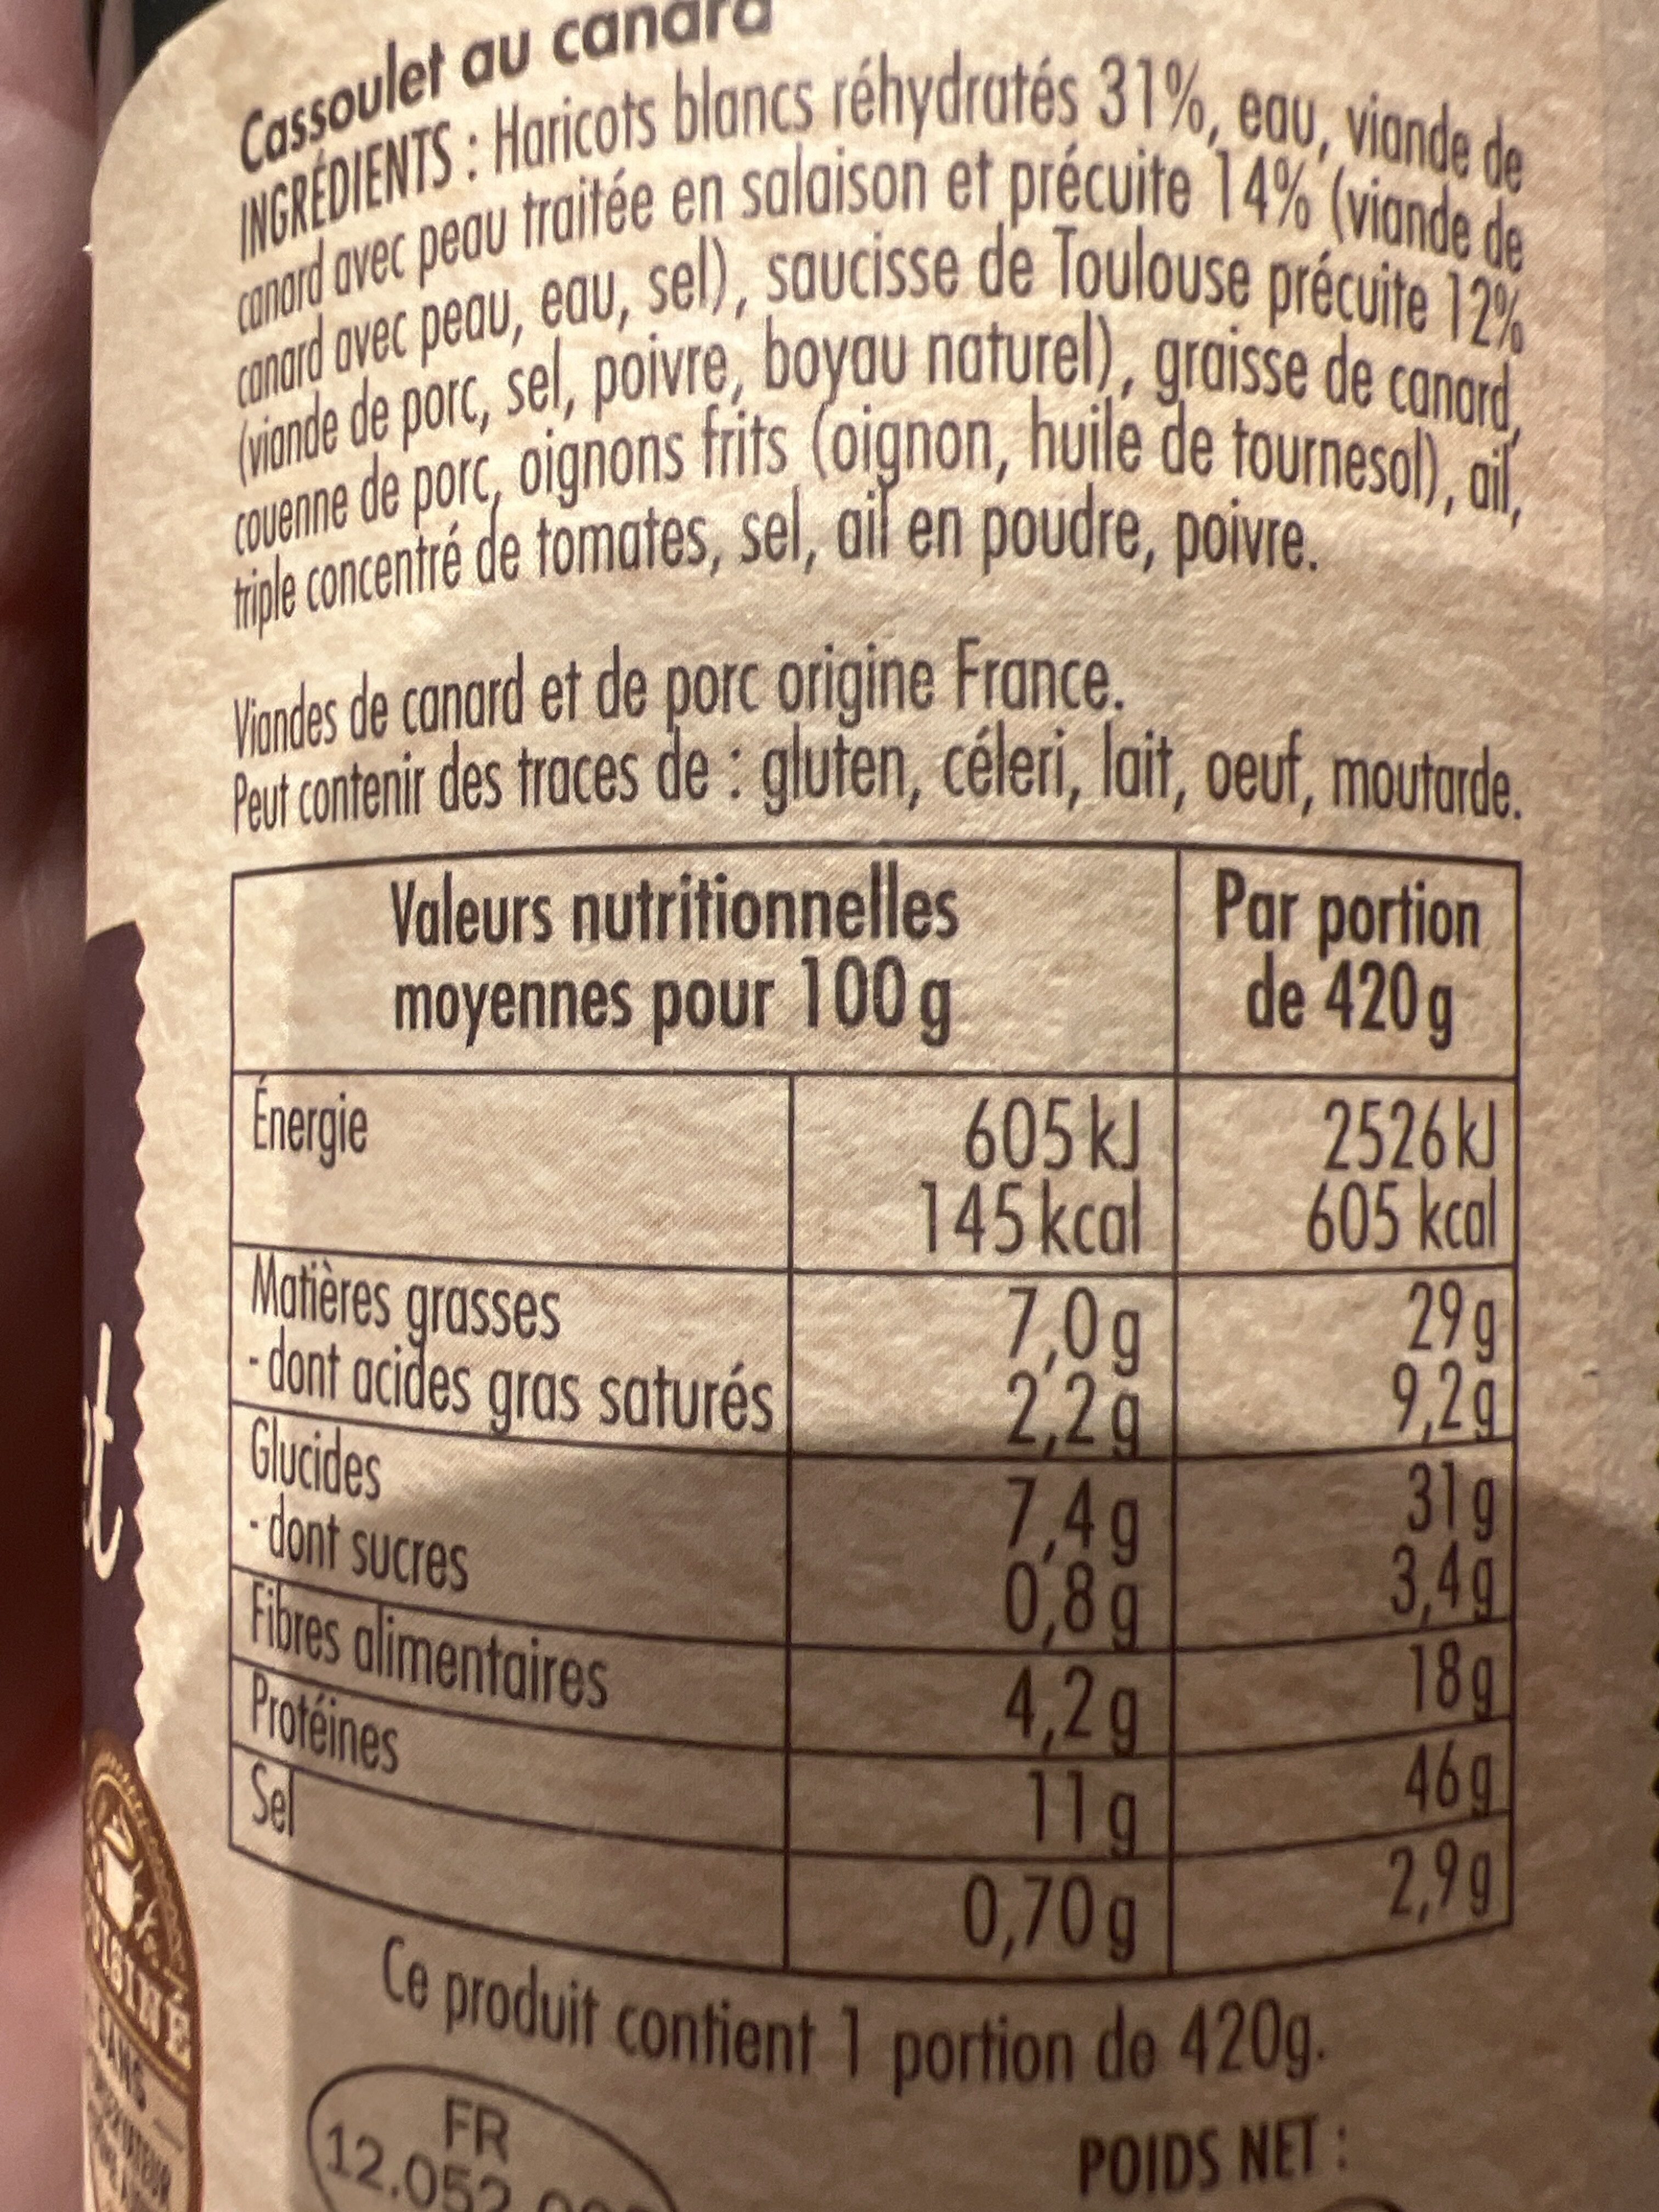 Cassoulet au canard
INGRÉDIENTS : Haricots blancs réhydratés 31%, eau, viande de
canard avec peau traitée en salaison et précuite 14% (viande de
canard avec peau, eau, sel), saucisse de Toulouse précuite 12%
(viande de porc, sel, poivre, boyau naturel), graisse de canard,
couenne de porc, oignons frits (oignon, huile de tournesol), ail,
triple concentré de tomates, sel, ail en poudre, poivre.
Viandes de canard et de porc origine France.
Peut contenir des traces de : gluten, céleri, lait, oeuf, moutarde.
Valeurs nutritionnelles
moyennes pour 100 g
Par portion
de 420 g
Énergie 605 kJ 2526 kJ
145 kcal 605 kcal
Matières grasses 7,0 g 29 g
- dont acides gras saturés 2,2 g 9,2 g
Glucides 7,4 g 31 g
- dont sucres 0,8 g 3,4 g
Fibres alimentaires 4,2 g 18 g
Protéines 11 g 46 g
Sel 0,70 g 2,9 g
Ce produit contient 1 portion de 420g.
FR
12.052
POIDS NET :
SANS